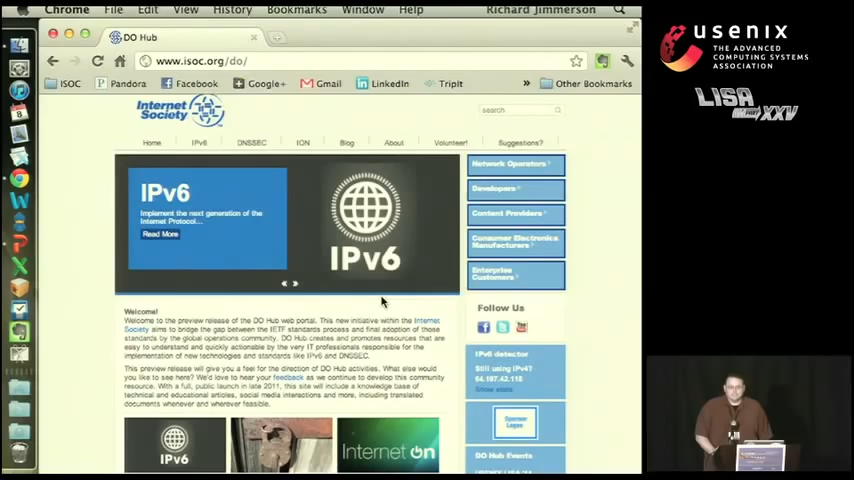 Chrome File Edit View History Bookmarks Window Help Richard Jimmerson
DO Hub
www.isoc.org/do/
ISOC Pandora Facebook Google+ Gmail LinkedIn TripIt » Other Bookmarks
Internet
Society
search
Home IPv6 DNSSEC ION Blog About Volunteer! Suggestions?
IPv6
Implement the next generation of the
Internet Protocol...
Read More
IPv6
Network Operators
Developers
Content Providers
Consumer Electronics
Manufacturers
Enterprise
Customers
Welcome!
Welcome to the preview release of the DO Hub web portal. This new initiative within the Internet
Society aims to bridge the gap between the IETF standards process and final adoption of those
standards by the global operations community. DO Hub creates and promotes resources that are
easy to understand and quickly actionable by the very IT professionals responsible for the
implementation of new technologies and standards like IPv6 and DNSSEC.
This preview release will give you a feel for the direction of DO Hub activities. What else would
you like to see here? We'd love to hear your feedback as we continue to develop this community
resource. With a full, public launch in late 2011, this site will include a knowledge base of
technical and educational articles, social media interactions and more, including translated
documents whenever and wherever feasible.
Follow Us
IPv6 detector
Still using IPv4?
64.197.42.118
Show stats
Sponsor
Logos
DO Hub Events
USENIX LISA '11
IPv6
Internet ON
usenix
THE ADVANCED
COMPUTING SYSTEMS
ASSOCIATION
LISA
XXV